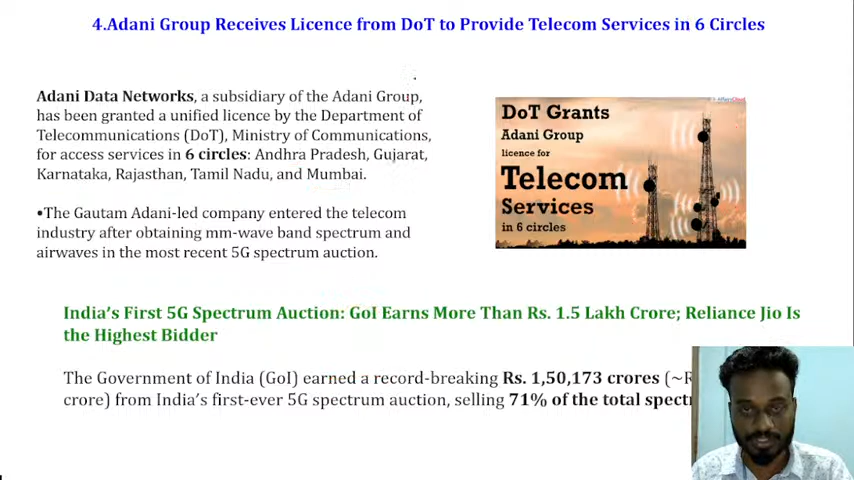 4.Adani Group Receives Licence from DoT to Provide Telecom Services in 6 Circles
Adani Data Networks, a subsidiary of the Adani Group,
has been granted a unified licence by the Department of
Telecommunications (DoT), Ministry of Communications,
for access services in 6 circles: Andhra Pradesh, Gujarat,
Karnataka, Rajasthan, Tamil Nadu, and Mumbai.
•The Gautam Adani-led company entered the telecom
industry after obtaining mm-wave band spectrum and
airwaves in the most recent 5G spectrum auction.
AffairsCloud
DoT Grants
Adani Group
licence for
Telecom
Services
in 6 circles
India's First 5G Spectrum Auction: GoI Earns More Than Rs. 1.5 Lakh Crore; Reliance Jio Is
the Highest Bidder
The Government of India (GoI) earned a record-breaking Rs. 1,50,173 crores (~R
crore) from India's first-ever 5G spectrum auction, selling 71% of the total spectr